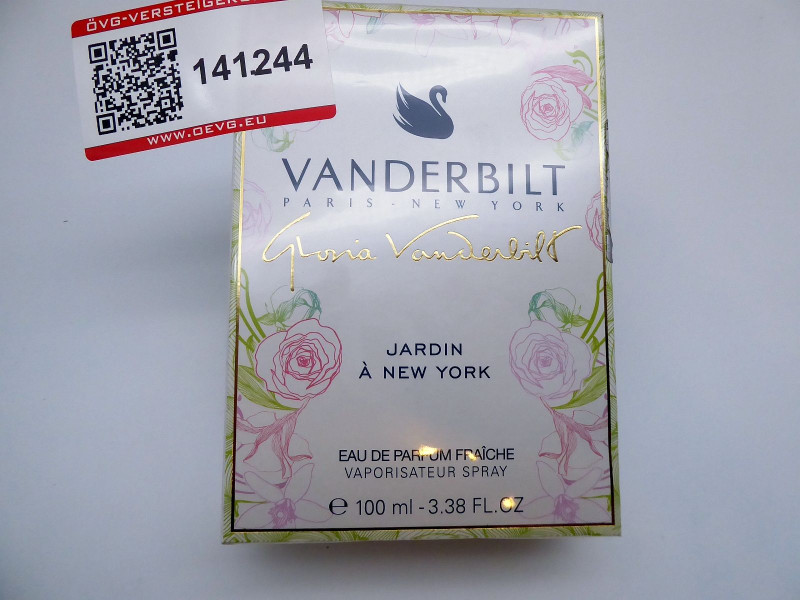 ÖVG-VERSTEIGER
141244
WWW.OEVG.EU
VANDERBILT
PARIS - NEW YORK
Gloria Vanderbilt
JARDIN
À NEW YORK
EAU DE PARFUM FRAÎCHE
VAPORISATEUR SPRAY
℮ 100 ml - 3.38 FL.OZ